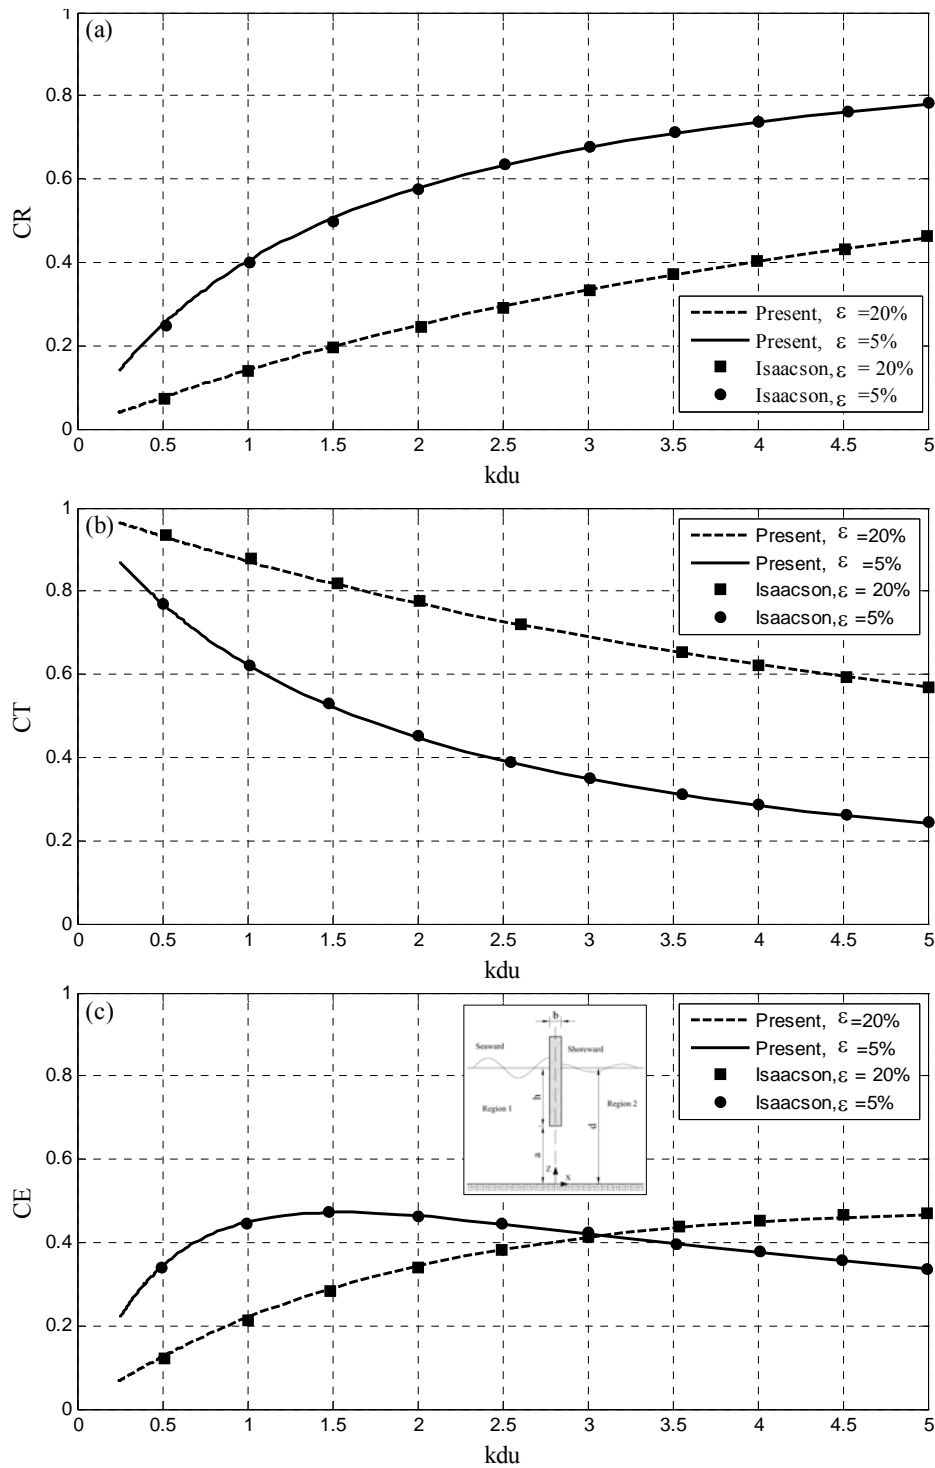 1
(a)
0.8
0.6
CR
0.4
0.2
0
Present, ε =20%
Present, ε =5%
Isaacson, ε = 20%
Isaacson, ε =5%
0 0.5 1 1.5 2 2.5 3 3.5 4 4.5 5
kdu
1
(b)
0.8
0.6
CT
0.4
0.2
0
Present, ε =20%
Present, ε =5%
Isaacson, ε = 20%
Isaacson, ε =5%
0 0.5 1 1.5 2 2.5 3 3.5 4 4.5 5
kdu
1
(c)
0.8
0.6
CE
0.4
0.2
0
b
Seaward Shoreward
h
Region 1 Region 2
d
a
z
x
Present, ε=20%
Present, ε =5%
Isaacson, ε = 20%
Isaacson, ε =5%
0 0.5 1 1.5 2 2.5 3 3.5 4 4.5 5
kdu